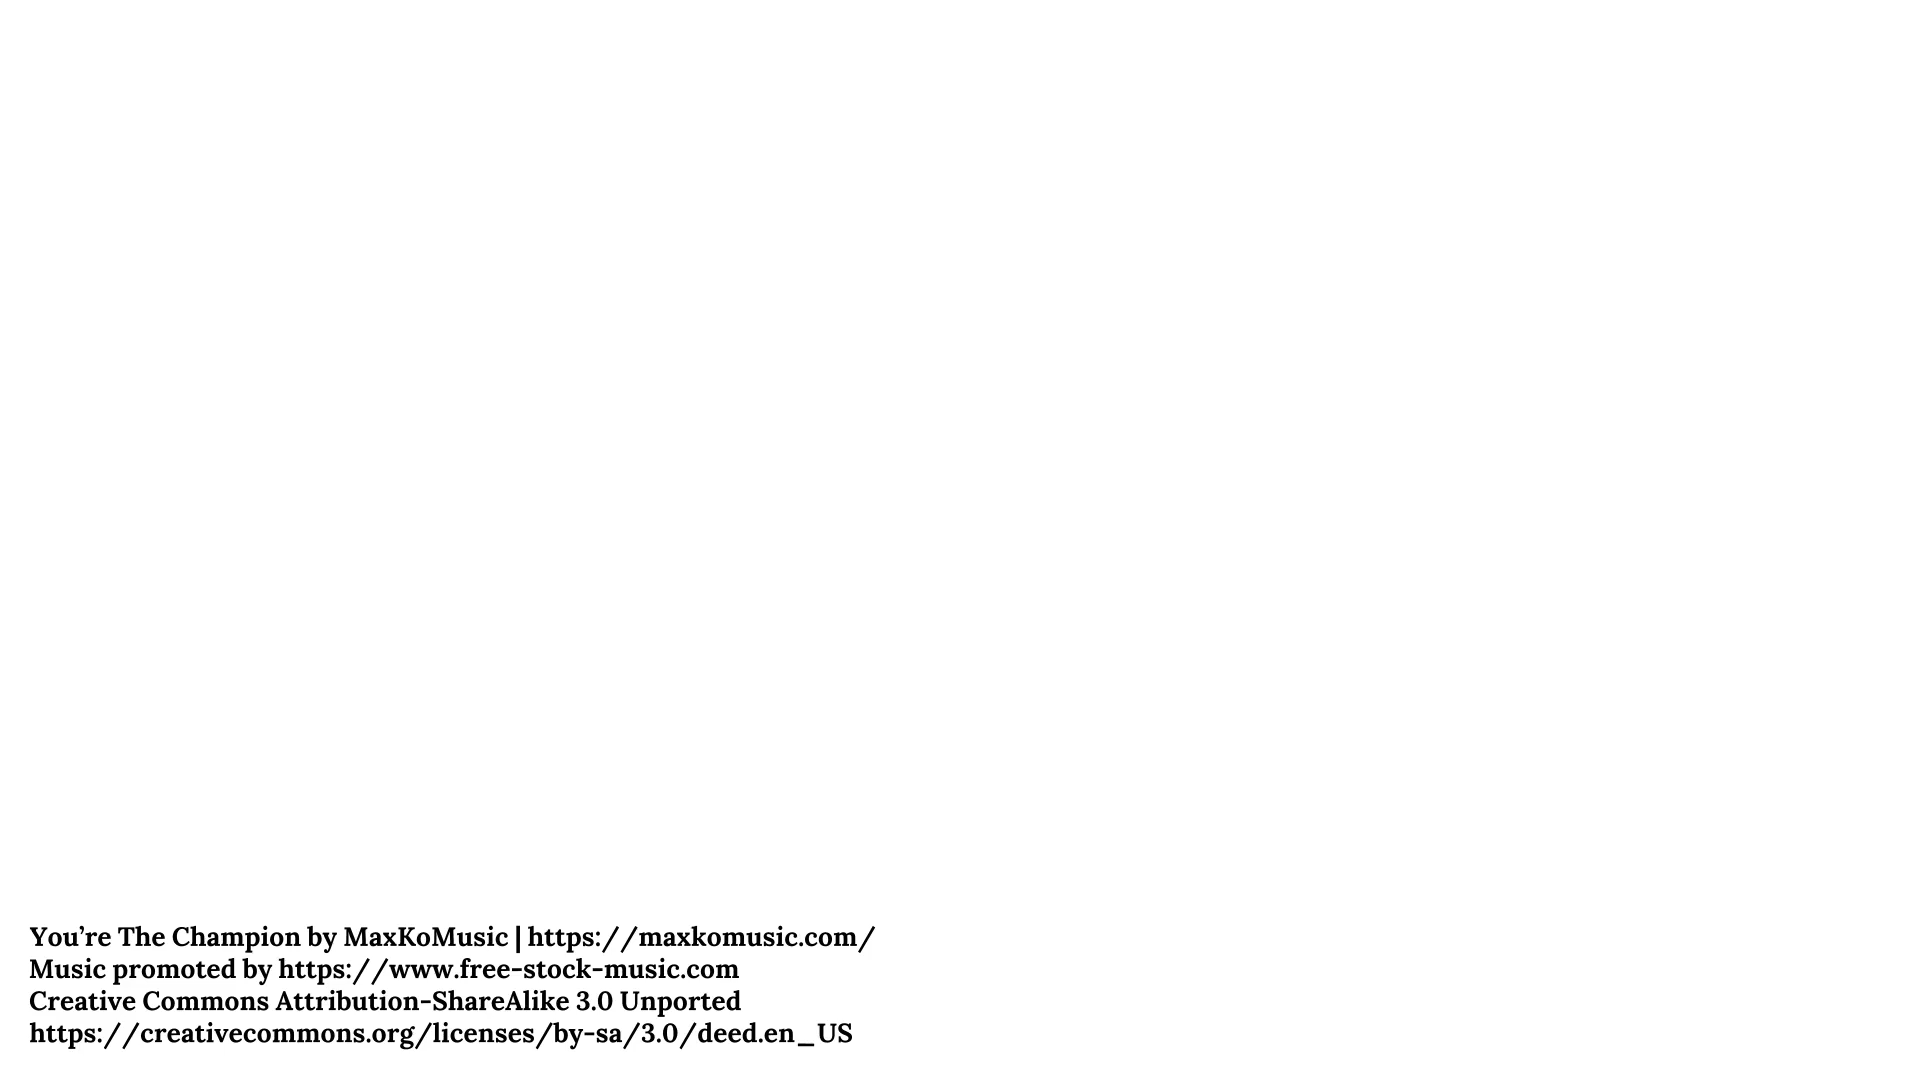 You’re The Champion by MaxKoMusic | https://maxkomusic.com/
Music promoted by https://www.free-stock-music.com
Creative Commons Attribution-ShareAlike 3.0 Unported
https://creativecommons.org/licenses/by-sa/3.0/deed.en_US